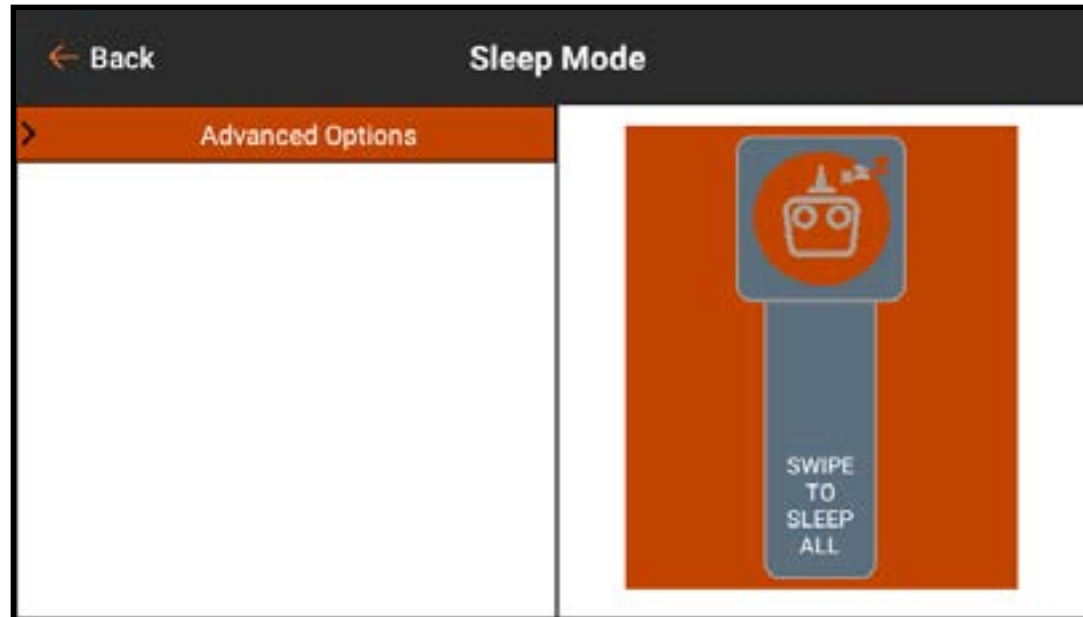 Back
Sleep Mode
Advanced Options
SWIPE
TO
SLEEP
ALL